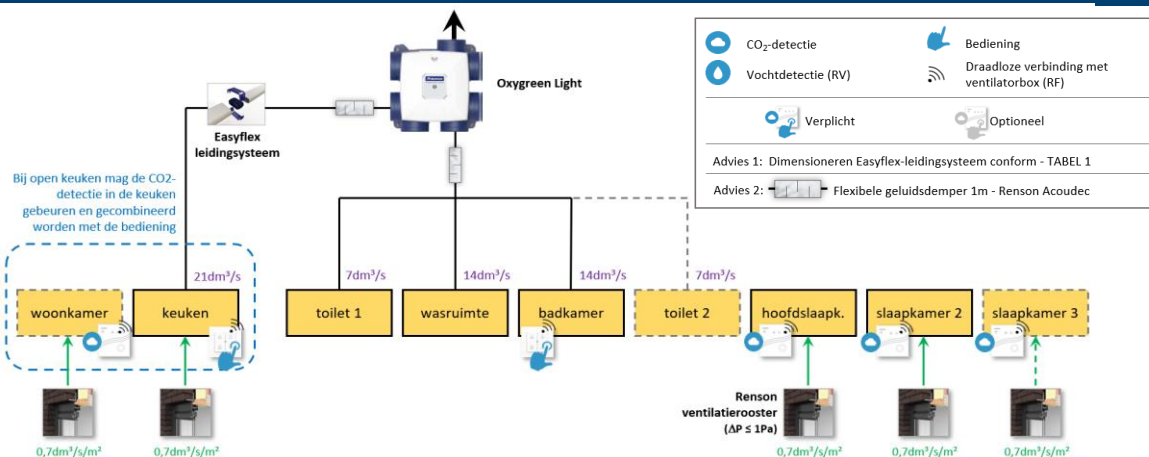 Oxygreen Light
Easyflex
leidingsysteem
CO₂-detectie
Bediening
Vochtdetectie (RV)
Draadloze verbinding met
ventilatorbox (RF)
Verplicht
Optioneel
Advies 1: Dimensioneren Easyflex-leidingsysteem conform - TABEL 1
Advies 2: Flexibele geluidsdemper 1m - Renson Acoudec
Bij open keuken mag de CO2-
detectie in de keuken
gebeuren en gecombineerd
worden met de bediening
21dm³/s
7dm³/s
14dm³/s
14dm³/s
7dm³/s
woonkamer
keuken
toilet 1
wasruimte
badkamer
toilet 2
hoofdslaapk.
slaapkamer 2
slaapkamer 3
Renson
ventilatierooster
(ΔP ≤ 1Pa)
0,7dm³/s/m²
0,7dm³/s/m²
0,7dm³/s/m²
0,7dm³/s/m²
0,7dm³/s/m²